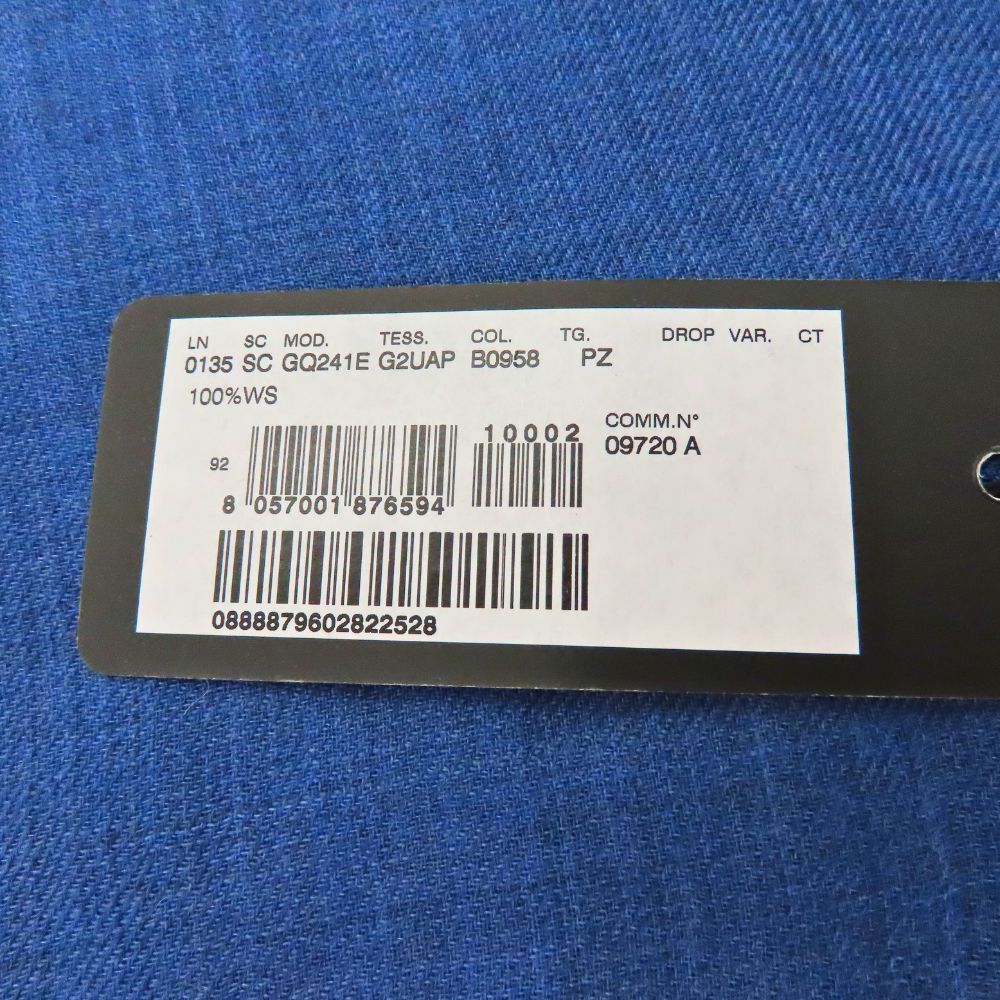 LN SC MOD. TESS. COL. TG. DROP VAR. CT
0135 SC GQ241E G2UAP B0958 PZ
100%WS
COMM.N°
09720 A
10002
92
8 057001 876594
0888879602822528